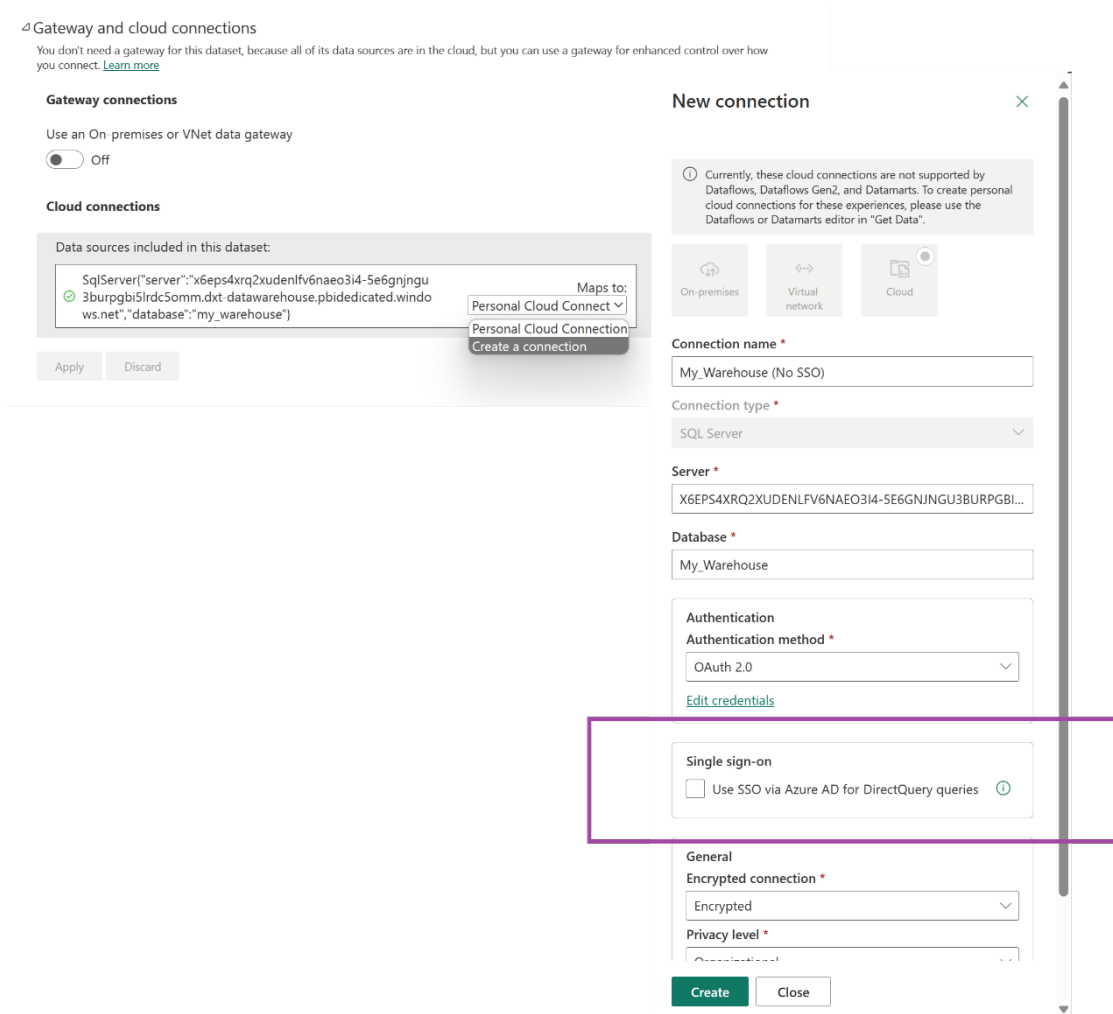 Gateway and cloud connections
You don't need a gateway for this dataset, because all of its data sources are in the cloud, but you can use a gateway for enhanced control over how
you connect. Learn more
Gateway connections
Use an On-premises or VNet data gateway
Off
Cloud connections
Data sources included in this dataset:
SqlServer{"server":"x6eps4xrq2xudenlfv6naeo3i4-5e6gnjngu
3burpgbi5lrdc5omm.dxt-datawarehouse.pbidedicated.windo
ws.net","database":"my_warehouse"}
Maps to:
Personal Cloud Connect
Personal Cloud Connection
Create a connection
Apply
Discard
New connection
Currently, these cloud connections are not supported by
Dataflows, Dataflows Gen2, and Datamarts. To create personal
cloud connections for these experiences, please use the
Dataflows or Datamarts editor in "Get Data".
On-premises
Virtual
network
Cloud
Connection name *
My_Warehouse (No SSO)
Connection type *
SQL Server
Server *
X6EPS4XRQ2XUDENLFV6NAEO3I4-5E6GNJNGU3BURPGBI...
Database *
My_Warehouse
Authentication
Authentication method *
OAuth 2.0
Edit credentials
Single sign-on
Use SSO via Azure AD for DirectQuery queries
General
Encrypted connection *
Encrypted
Privacy level *
Organizational
Create
Close